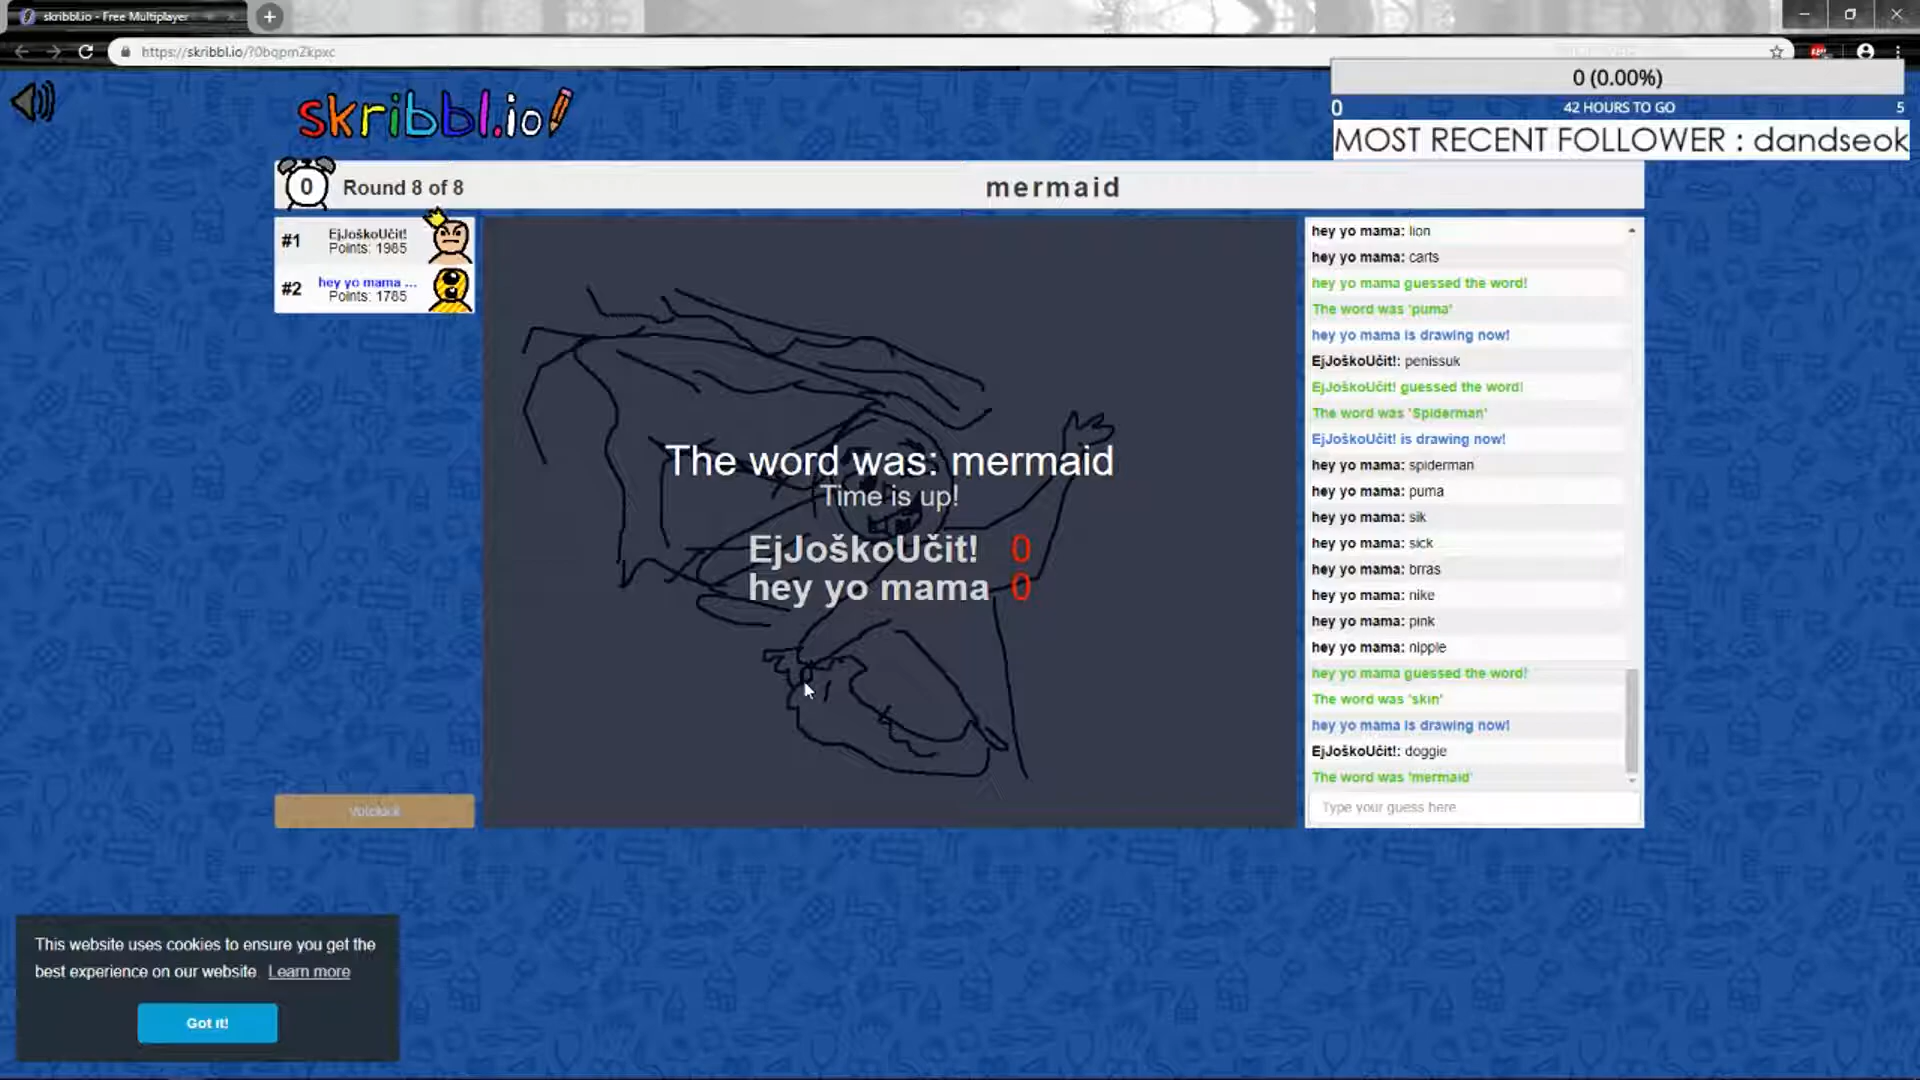 skribbl.io - Free Multiplayer
https://skribbl.io/?0bqpmZkpxc
skribbl.io
0 (0.00%)
0 42 HOURS TO GO 5
MOST RECENT FOLLOWER : dandseok
0 Round 8 of 8 mermaid
#1 EjJoškoUčit!
Points: 1985
#2 hey yo mama ...
Points: 1785
Votekick
The word was: mermaid
Time is up!
EjJoškoUčit! 0
hey yo mama 0
hey yo mama: lion
hey yo mama: carts
hey yo mama guessed the word!
The word was 'puma'
hey yo mama is drawing now!
EjJoškoUčit!: penissuk
EjJoškoUčit! guessed the word!
The word was 'Spiderman'
EjJoškoUčit! is drawing now!
hey yo mama: spiderman
hey yo mama: puma
hey yo mama: sik
hey yo mama: sick
hey yo mama: brras
hey yo mama: nike
hey yo mama: pink
hey yo mama: nipple
hey yo mama guessed the word!
The word was 'skin'
hey yo mama is drawing now!
EjJoškoUčit!: doggie
The word was 'mermaid'
Type your guess here
This website uses cookies to ensure you get the
best experience on our website Learn more
Got it!